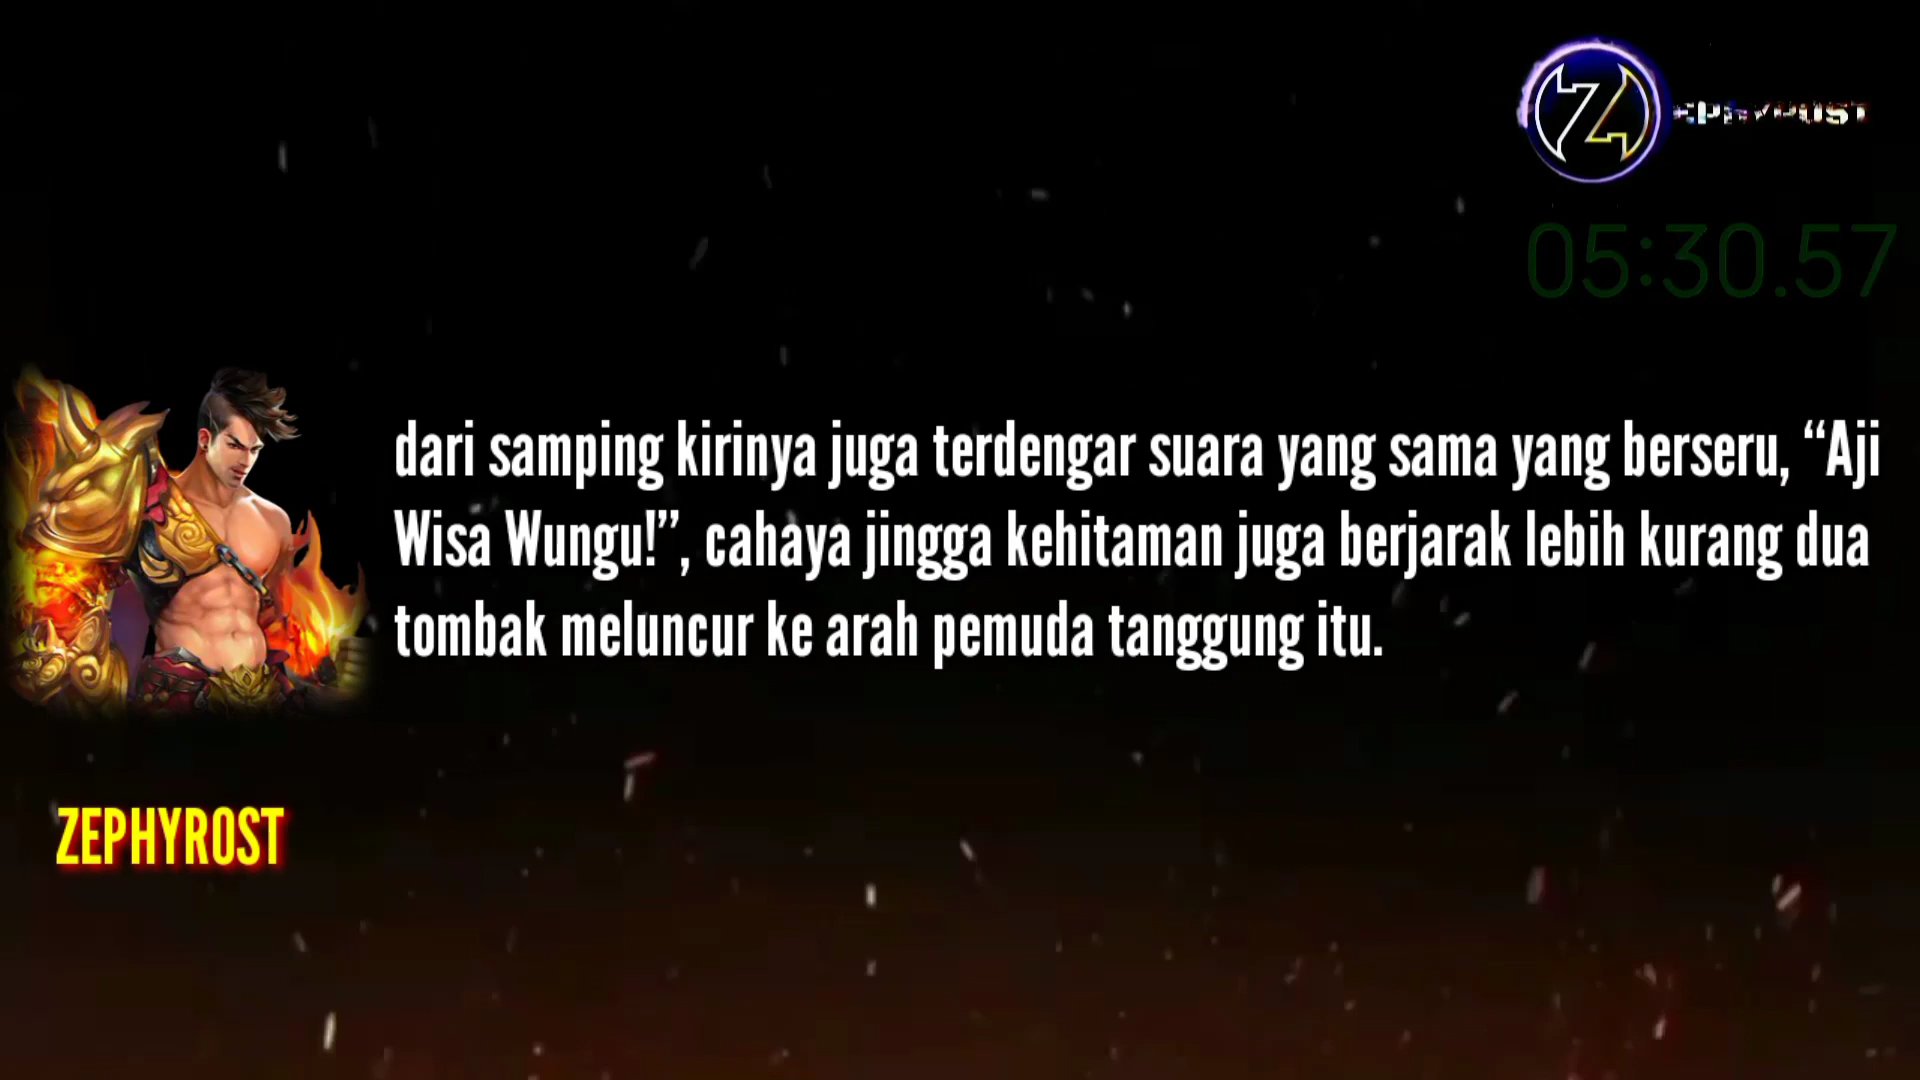 Z
05:30.57
dari samping kirinya juga terdengar suara yang sama yang berseru, “Aji
Wisa Wungu!”, cahaya jingga kehitaman juga berjarak lebih kurang dua
tombak meluncur ke arah pemuda tanggung itu.
ZEPHYROST